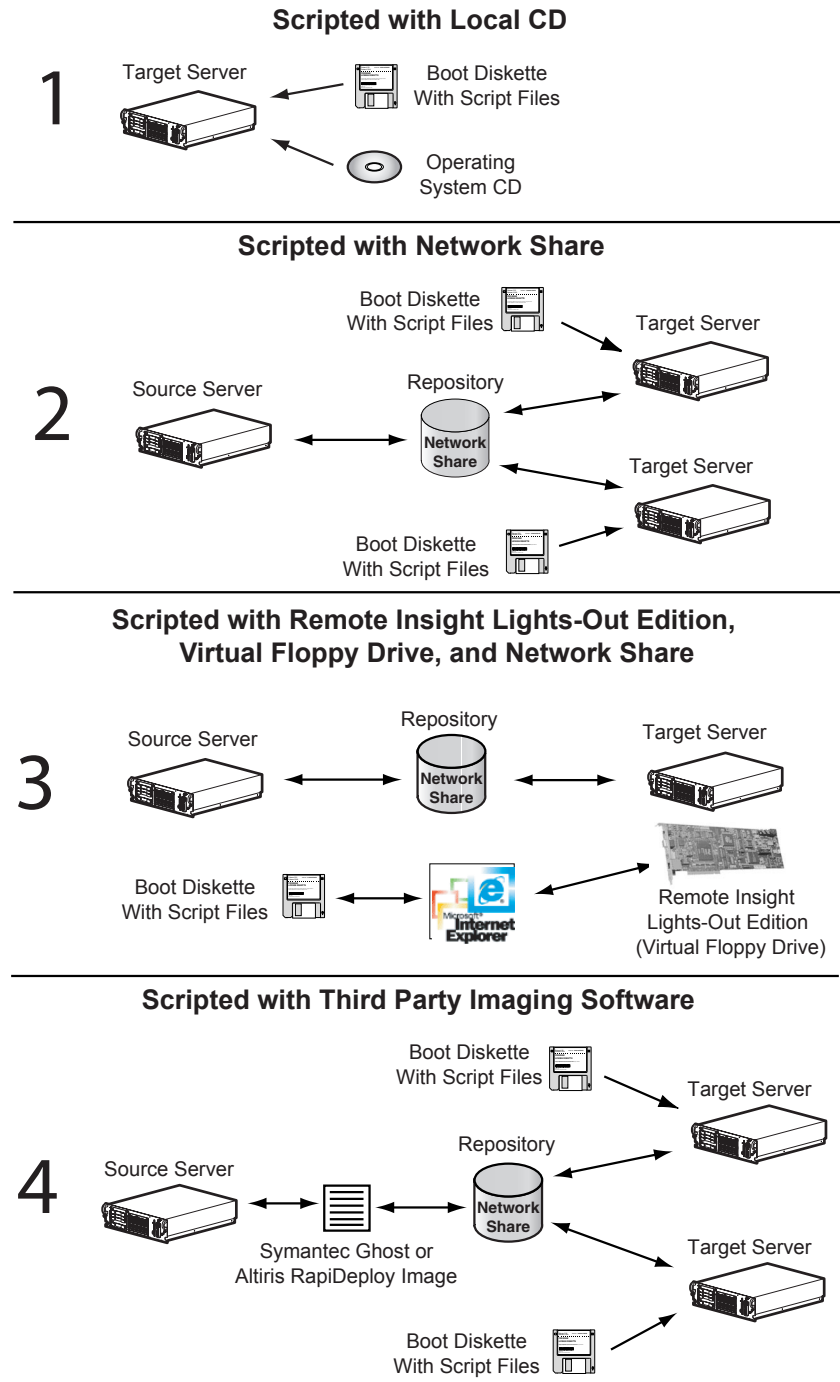 Scripted with Local CD
1
Target Server
Boot Diskette
With Script Files
Operating
System CD
Scripted with Network Share
2
Boot Diskette
With Script Files
Target Server
Source Server
Repository
Network
Share
Target Server
Boot Diskette
With Script Files
Scripted with Remote Insight Lights-Out Edition,
Virtual Floppy Drive, and Network Share
3
Source Server
Repository
Network
Share
Target Server
Boot Diskette
With Script Files
Microsoft®
Internet
Explorer
Remote Insight
Lights-Out Edition
(Virtual Floppy Drive)
Scripted with Third Party Imaging Software
4
Boot Diskette
With Script Files
Target Server
Source Server
Repository
Network
Share
Symantec Ghost or
Altiris RapiDeploy Image
Target Server
Boot Diskette
With Script Files